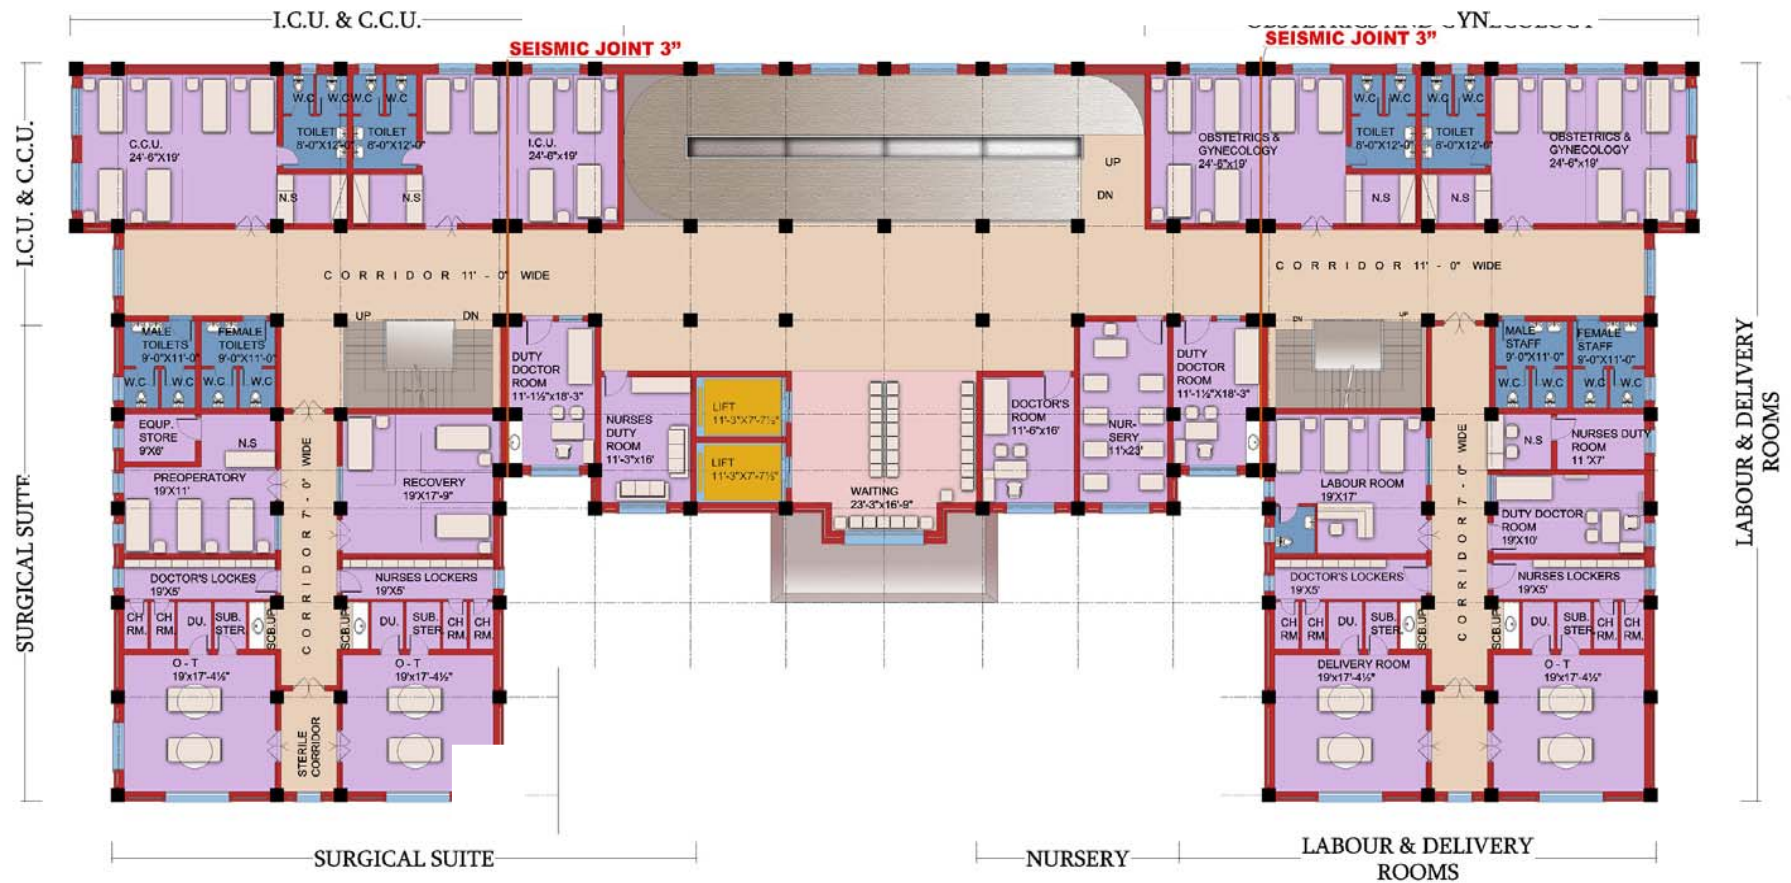 I.C.U. & C.C.U.
SEISMIC JOINT 3”
SEISMIC JOINT 3”
I.C.U. & C.C.U.
SURGICAL SUITE
C.C.U.
24'-6"X19'
W.C
W.C
W.C
W.C
TOILET
8'-0"X12'-0"
TOILET
8'-0"X12'-0"
N.S
N.S
I.C.U.
24'-6"x19'
UP
DN
OBSTETRICS &
GYNECOLOGY
24'-6"x19'
W.C
W.C
W.C
W.C
TOILET
8'-0"X12'-0"
TOILET
8'-0"X12'-0"
N.S
N.S
OBSTETRICS &
GYNECOLOGY
24'-6"x19'
CORRIDOR 11' - 0" WIDE
CORRIDOR 11' - 0" WIDE
MALE
TOILETS
9'-0"X11'-0"
FEMALE
TOILETS
9'-0"X11'-0"
W.C
W.C
W.C
W.C
UP
DN
DUTY
DOCTOR
ROOM
11'-1½"x18'-3"
NURSES
DUTY
ROOM
11'-3"x16'
LIFT
11'-3"X7'-7½"
LIFT
11'-3"X7'-7½"
WAITING
23'-3"x16'-9"
DOCTOR'S
ROOM
11'-6"x16'
NUR-
SERY
11'x23'
DUTY
DOCTOR
ROOM
11'-1½"X18'-3"
DN
UP
MALE
STAFF
9'-0"X11'-0"
FEMALE
STAFF
9'-0"X11'-0"
W.C
W.C
W.C
W.C
EQUP.
STORE
9'X6'
N.S
PREOPERATORY
19'X11'
CORRIDOR 7' - 0" WIDE
RECOVERY
19'X17'-9"
LABOUR ROOM
19'X17'
CORRIDOR 7' - 0" WIDE
N.S
NURSES DUTY
ROOM
11 'X7'
DUTY DOCTOR
ROOM
19'X10'
DOCTOR'S LOCKES
19'X5'
NURSES LOCKERS
19'X5'
DOCTOR'S LOCKERS
19'X5'
NURSES LOCKERS
19'X5'
CH
RM.
CH
RM.
DU.
SUB.
STER.
SCB.UP
SCB.UP
DU.
SUB.
STER.
CH
RM.
CH
RM.
CH
RM.
CH
RM.
DU.
SUB.
STER.
SCB.UP
SCB.UP
DU.
SUB.
STER.
CH
RM.
CH
RM.
O - T
19'x17'-4½"
O - T
19'x17'-4½"
STERILE
CORRIDOR
DELIVERY ROOM
19'x17'-4½"
O - T
19'x17'-4½"
LABOUR & DELIVERY
ROOMS
SURGICAL SUITE
NURSERY
LABOUR & DELIVERY
ROOMS